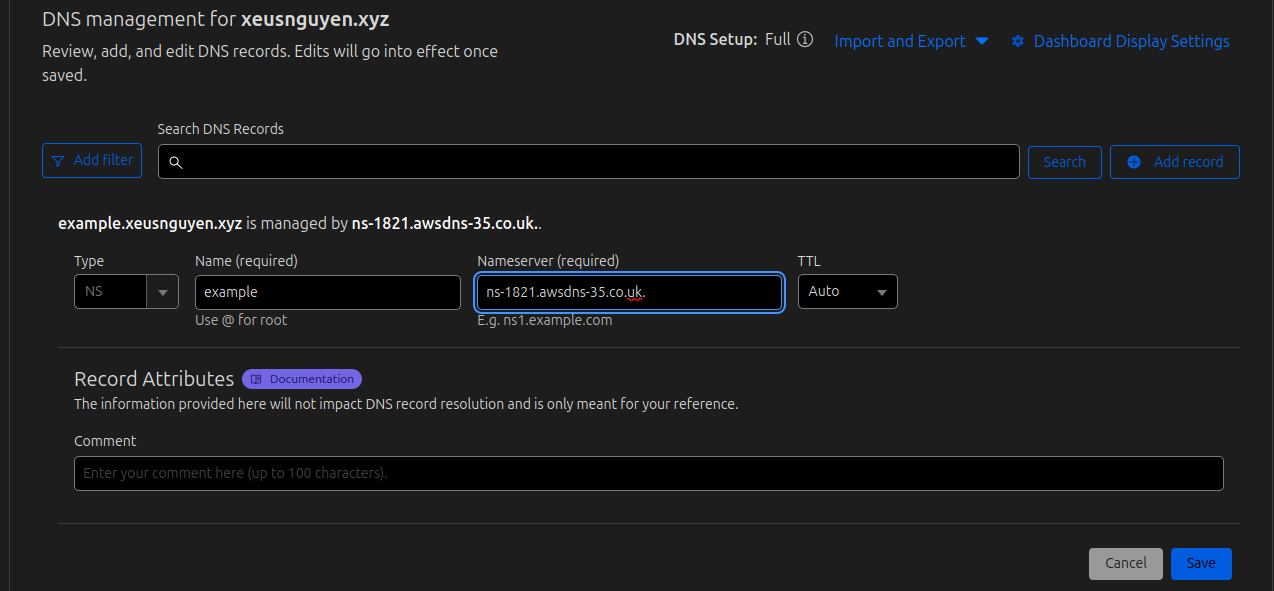 DNS management for xeusnguyen.xyz
Review, add, and edit DNS records. Edits will go into effect once
saved.
DNS Setup: Full
Import and Export
Dashboard Display Settings
Search DNS Records
Add filter
Search
Add record
example.xeusnguyen.xyz is managed by ns-1821.awsdns-35.co.uk..
Type
Name (required)
Nameserver (required)
TTL
NS
example
ns-1821.awsdns-35.co.uk.
Auto
Use @ for root
E.g. ns1.example.com
Record Attributes
Documentation
The information provided here will not impact DNS record resolution and is only meant for your reference.
Comment
Enter your comment here (up to 100 characters).
Cancel
Save